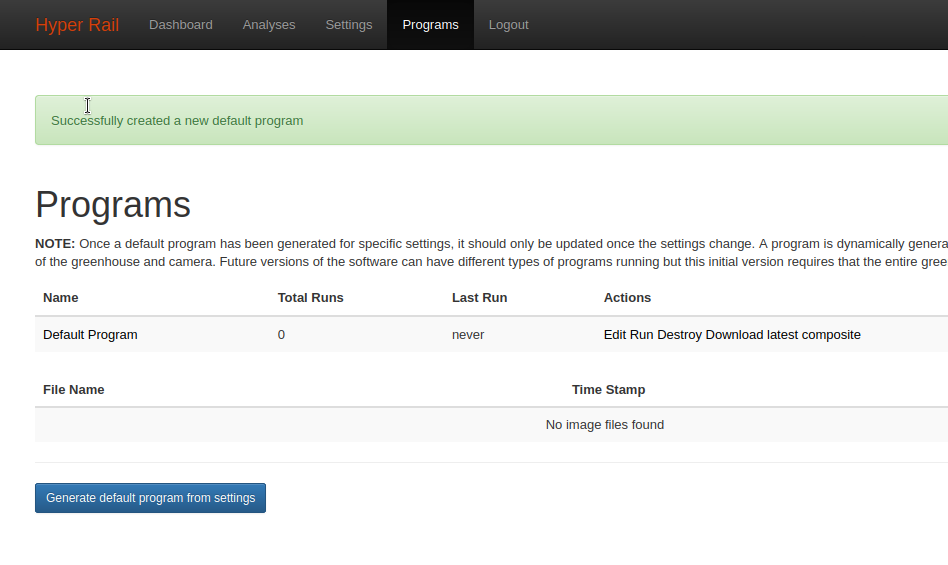 Hyper Rail Dashboard Analyses Settings Programs Logout
Successfully created a new default program
Programs
NOTE: Once a default program has been generated for specific settings, it should only be updated once the settings change. A program is dynamically genera
of the greenhouse and camera. Future versions of the software can have different types of programs running but this initial version requires that the entire gree
Name Total Runs Last Run Actions
Default Program 0 never Edit Run Destroy Download latest composite
File Name Time Stamp
No image files found
Generate default program from settings